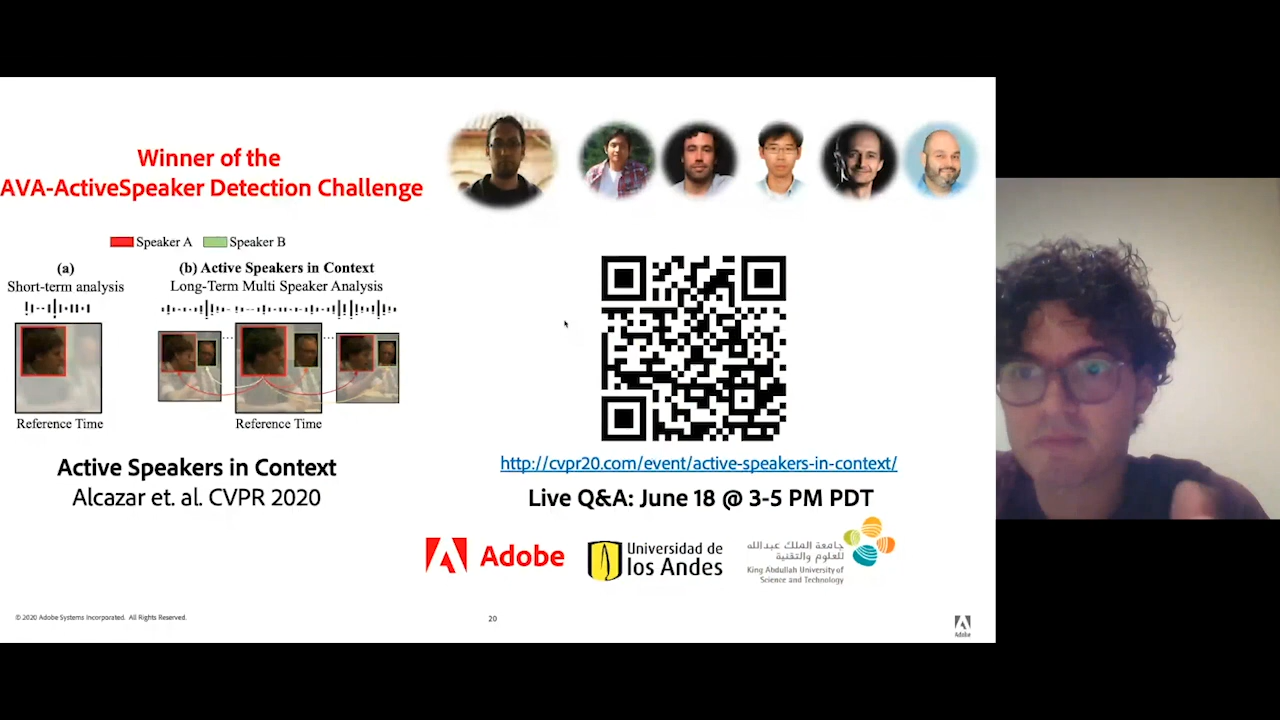 Winner of the
AVA-ActiveSpeaker Detection Challenge
Speaker A
Speaker B
(a)
Short-term analysis
Reference Time
(b) Active Speakers in Context
Long-Term Multi Speaker Analysis
Reference Time
Active Speakers in Context
Alcazar et. al. CVPR 2020
http://cvpr20.com/event/active-speakers-in-context/
Live Q&A: June 18 @ 3-5 PM PDT
Adobe
Universidad de
los Andes
جامعة الملك عبدالله
للعلوم والتقنية
King Abdullah University of
Science and Technology
© 2020 Adobe Systems Incorporated. All Rights Reserved.
20
Adobe